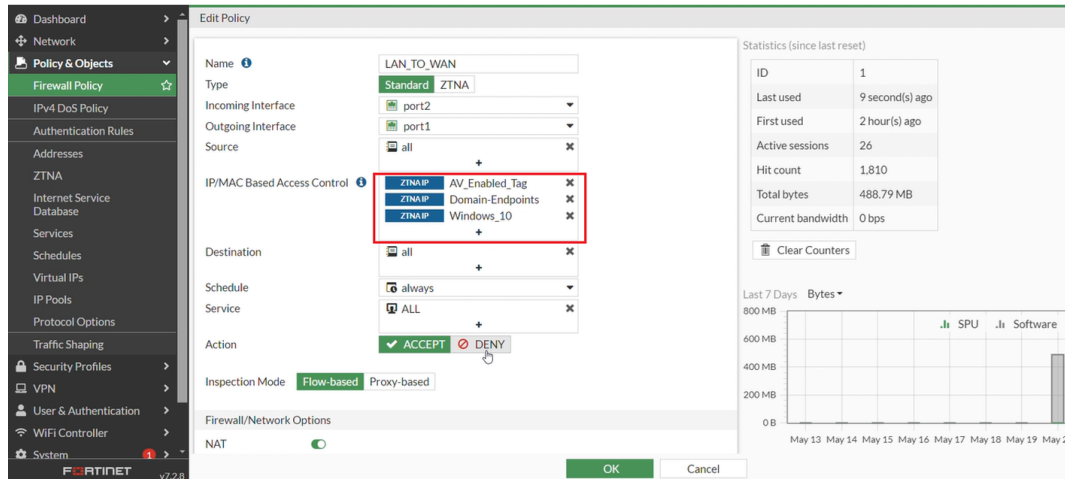 Dashboard
Network
Policy & Objects
Firewall Policy
IPv4 DoS Policy
Authentication Rules
Addresses
ZTNA
Internet Service
Database
Services
Schedules
Virtual IPs
IP Pools
Protocol Options
Traffic Shaping
Security Profiles
VPN
User & Authentication
WiFi Controller
System 1
FORTINET v7.2.8
Edit Policy
Name LAN_TO_WAN
Type Standard ZTNA
Incoming Interface port2
Outgoing Interface port1
Source all
+
IP/MAC Based Access Control ZTNA IP AV_Enabled_Tag
ZTNA IP Domain-Endpoints
ZTNA IP Windows_10
+
Destination all
+
Schedule always
Service ALL
+
Action ACCEPT DENY
Inspection Mode Flow-based Proxy-based
Firewall/Network Options
NAT
OK Cancel
Statistics (since last reset)
ID 1
Last used 9 second(s) ago
First used 2 hour(s) ago
Active sessions 26
Hit count 1,810
Total bytes 488.79 MB
Current bandwidth 0 bps
Clear Counters
Last 7 Days Bytes
800 MB
SPU Software
600 MB
400 MB
200 MB
0 B
May 13 May 14 May 15 May 16 May 17 May 18 May 19 May 2